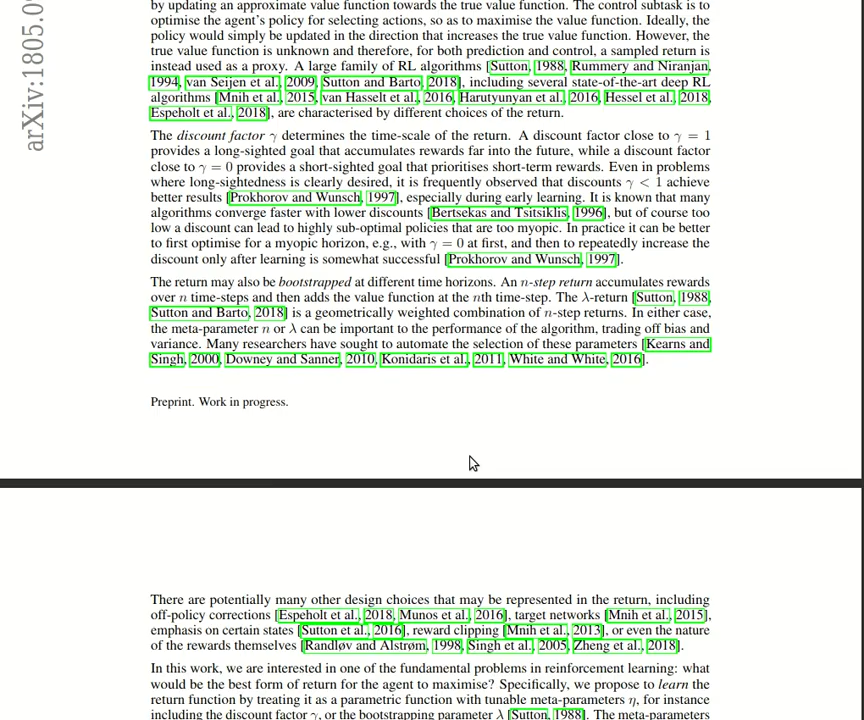 arXiv:1805.09
by updating an approximate value function towards the true value function. The control subtask is to
optimise the agent's policy for selecting actions, so as to maximise the value function. Ideally, the
policy would simply be updated in the direction that increases the true value function. However, the
true value function is unknown and therefore, for both prediction and control, a sampled return is
instead used as a proxy. A large family of RL algorithms [Sutton, 1988, Rummery and Niranjan,
1994, van Seijen et al., 2009, Sutton and Barto, 2018], including several state-of-the-art deep RL
algorithms [Mnih et al., 2015, van Hasselt et al., 2016, Harutyunyan et al., 2016, Hessel et al., 2018,
Espeholt et al., 2018], are characterised by different choices of the return.
The discount factor γ determines the time-scale of the return. A discount factor close to γ = 1
provides a long-sighted goal that accumulates rewards far into the future, while a discount factor
close to γ = 0 provides a short-sighted goal that prioritises short-term rewards. Even in problems
where long-sightedness is clearly desired, it is frequently observed that discounts γ < 1 achieve
better results [Prokhorov and Wunsch, 1997], especially during early learning. It is known that many
algorithms converge faster with lower discounts [Bertsekas and Tsitsiklis, 1996], but of course too
low a discount can lead to highly sub-optimal policies that are too myopic. In practice it can be better
to first optimise for a myopic horizon, e.g., with γ = 0 at first, and then to repeatedly increase the
discount only after learning is somewhat successful [Prokhorov and Wunsch, 1997].
The return may also be bootstrapped at different time horizons. An n-step return accumulates rewards
over n time-steps and then adds the value function at the nth time-step. The λ-return [Sutton, 1988,
Sutton and Barto, 2018] is a geometrically weighted combination of n-step returns. In either case,
the meta-parameter n or λ can be important to the performance of the algorithm, trading off bias and
variance. Many researchers have sought to automate the selection of these parameters [Kearns and
Singh, 2000, Downey and Sanner, 2010, Konidaris et al., 2011, White and White, 2016].
Preprint. Work in progress.
There are potentially many other design choices that may be represented in the return, including
off-policy corrections [Espeholt et al., 2018, Munos et al., 2016], target networks [Mnih et al., 2015],
emphasis on certain states [Sutton et al., 2016], reward clipping [Mnih et al., 2013], or even the nature
of the rewards themselves [Randløv and Alstrøm, 1998, Singh et al., 2005, Zheng et al., 2018].
In this work, we are interested in one of the fundamental problems in reinforcement learning: what
would be the best form of return for the agent to maximise? Specifically, we propose to learn the
return function by treating it as a parametric function with tunable meta-parameters η, for instance
including the discount factor γ, or the bootstrapping parameter λ [Sutton, 1988]. The meta-parameters